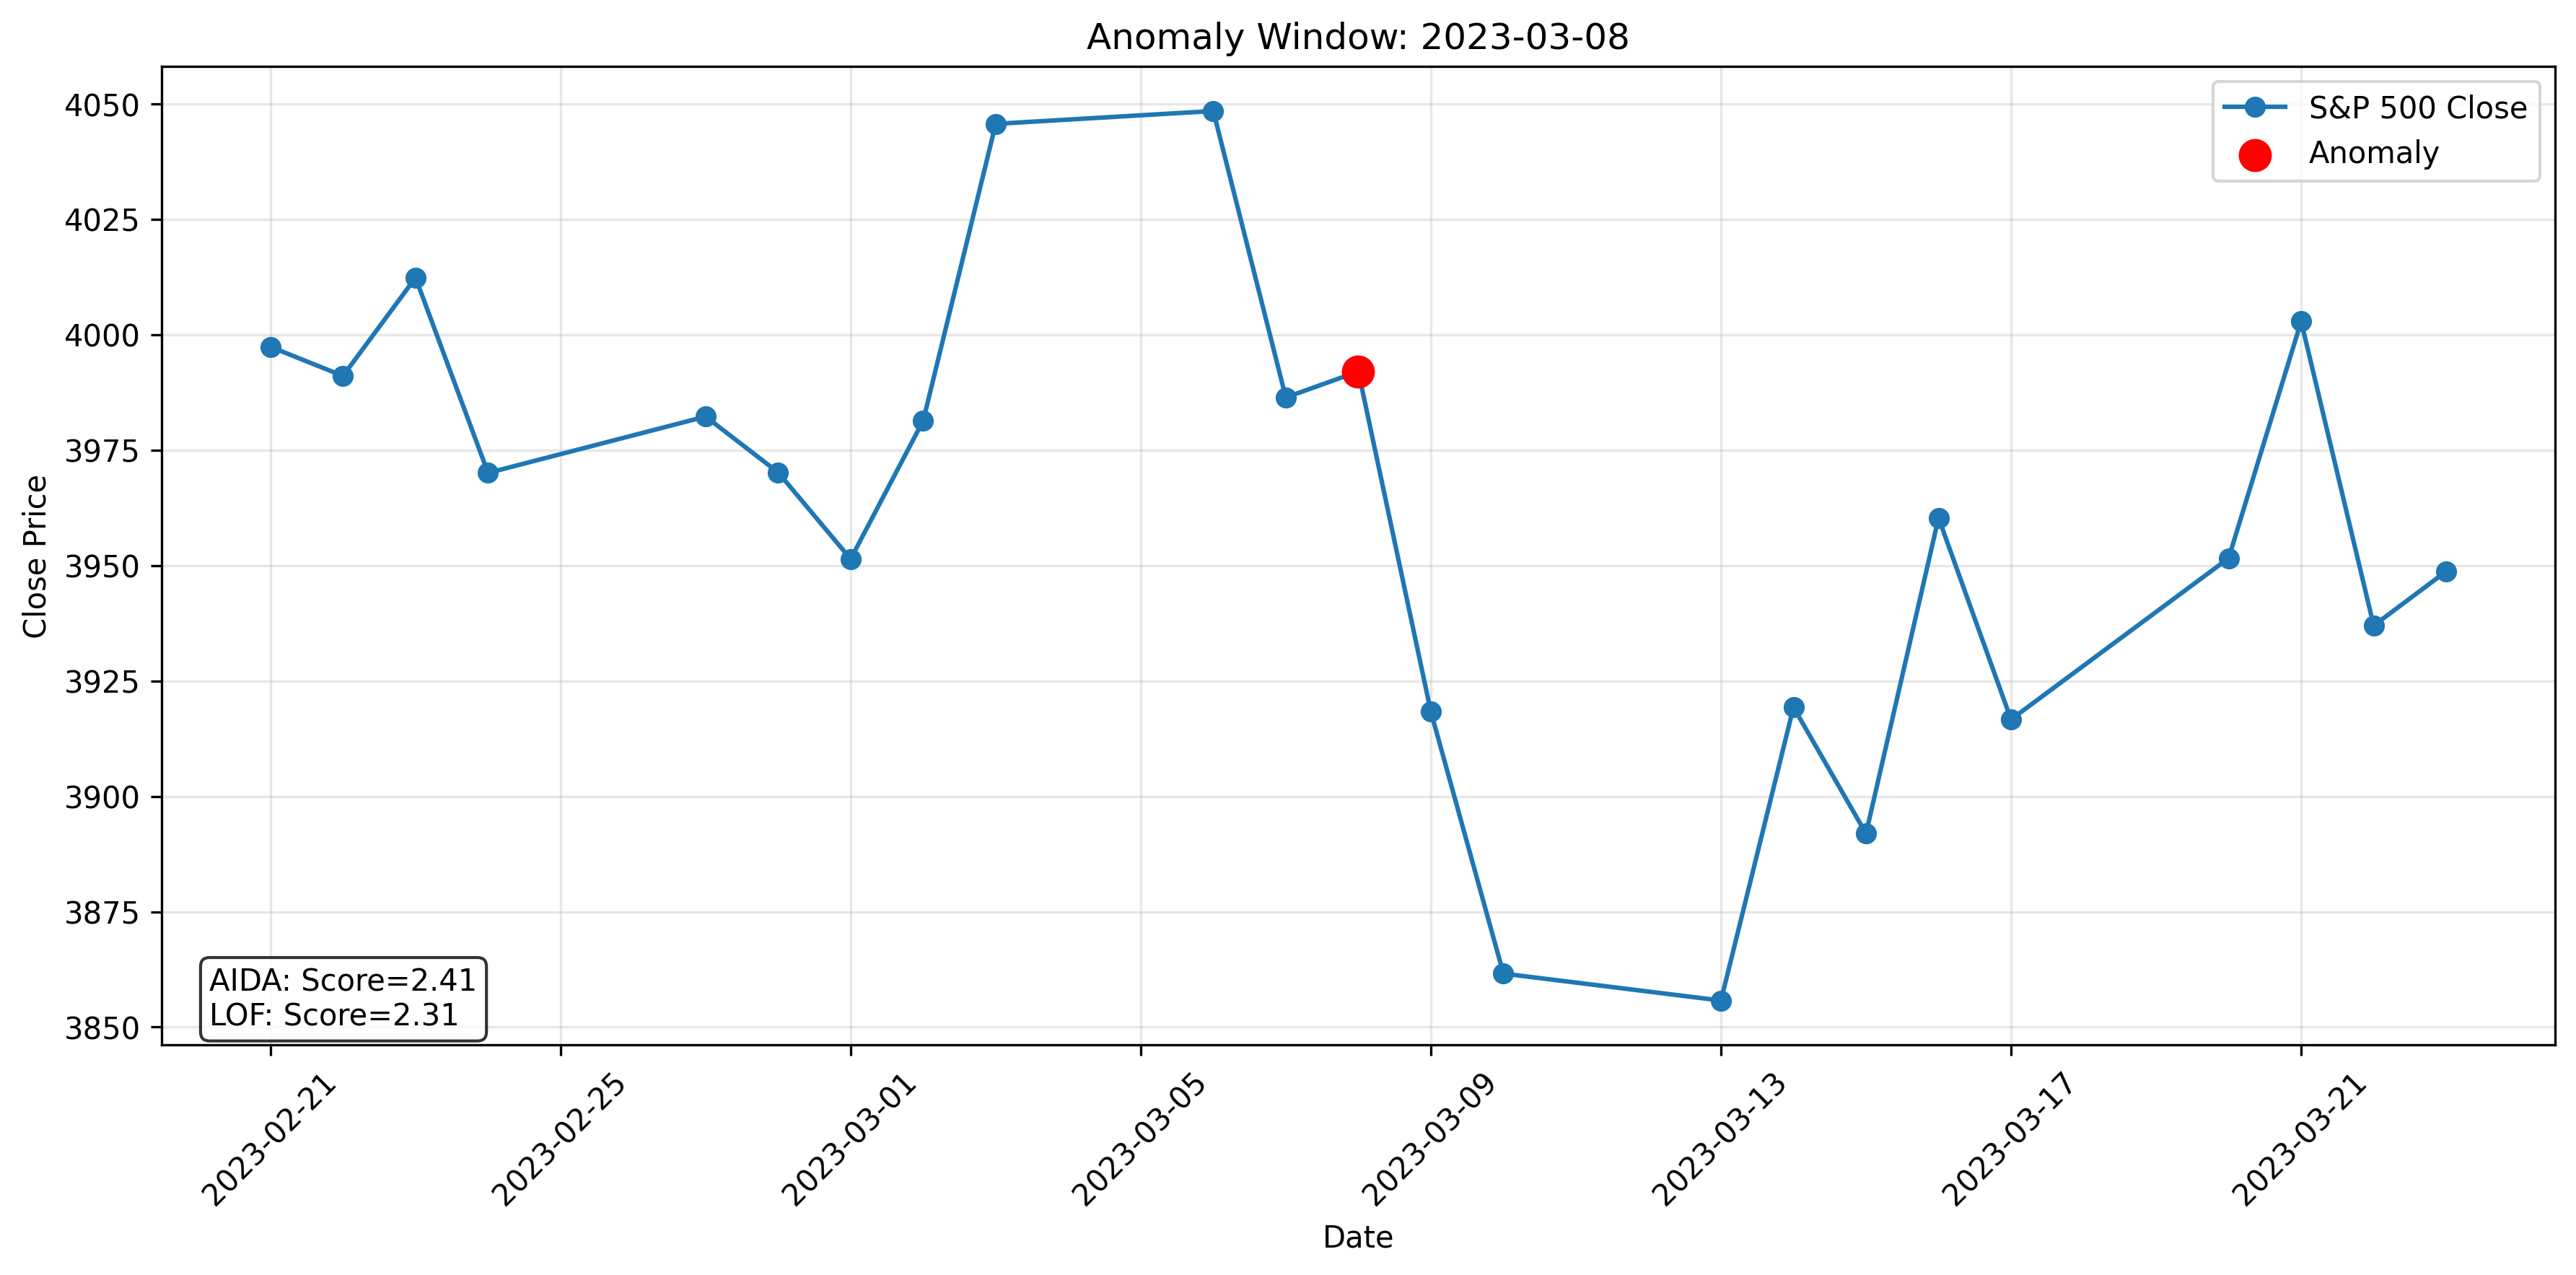 Anomaly Window: 2023-03-08
S&P 500 Close
Anomaly
Close Price
4050
4025
4000
3975
3950
3925
3900
3875
3850
AIDA: Score=2.41
LOF: Score=2.31
2023-02-21
2023-02-25
2023-03-01
2023-03-05
2023-03-09
2023-03-13
2023-03-17
2023-03-21
Date